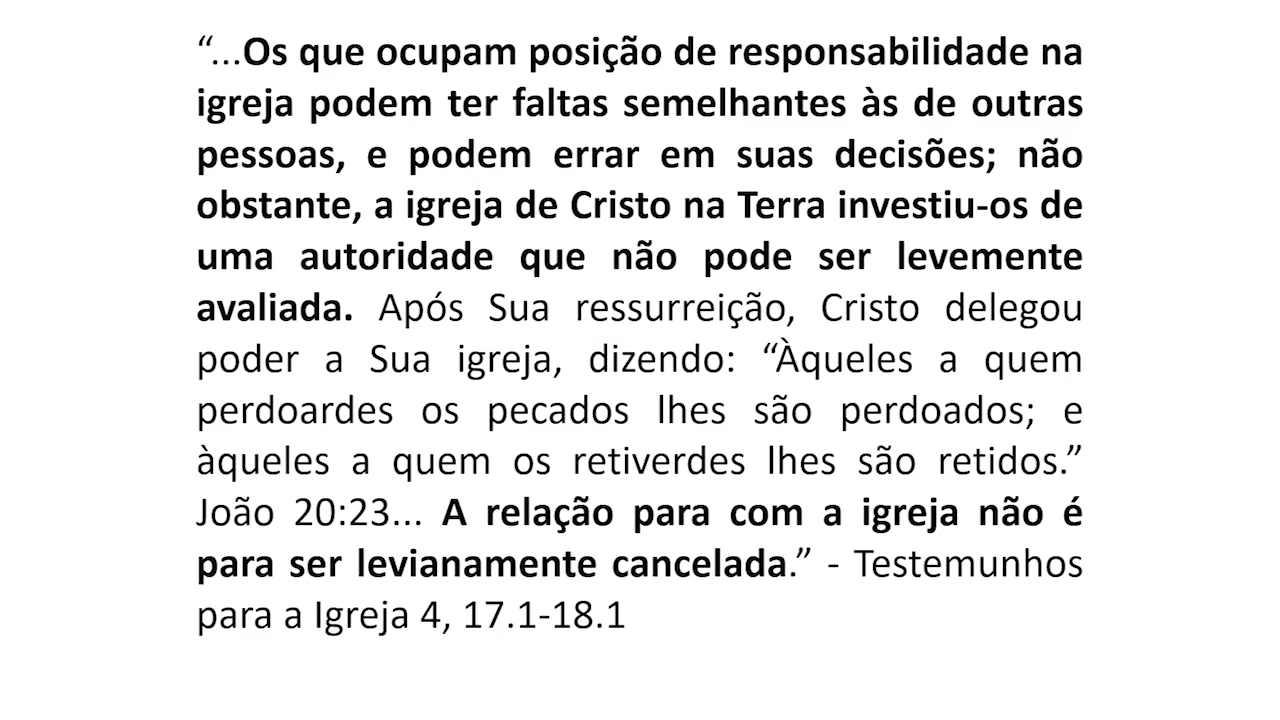 “...Os que ocupam posição de responsabilidade na
igreja podem ter faltas semelhantes às de outras
pessoas, e podem errar em suas decisões; não
obstante, a igreja de Cristo na Terra investiu-os de
uma autoridade que não pode ser levemente
avaliada. Após Sua ressurreição, Cristo delegou
poder a Sua igreja, dizendo: “Àqueles a quem
perdoardes os pecados lhes são perdoados; e
àqueles a quem os retiverdes lhes são retidos.”
João 20:23... A relação para com a igreja não é
para ser levianamente cancelada.” - Testemunhos
para a Igreja 4, 17.1-18.1